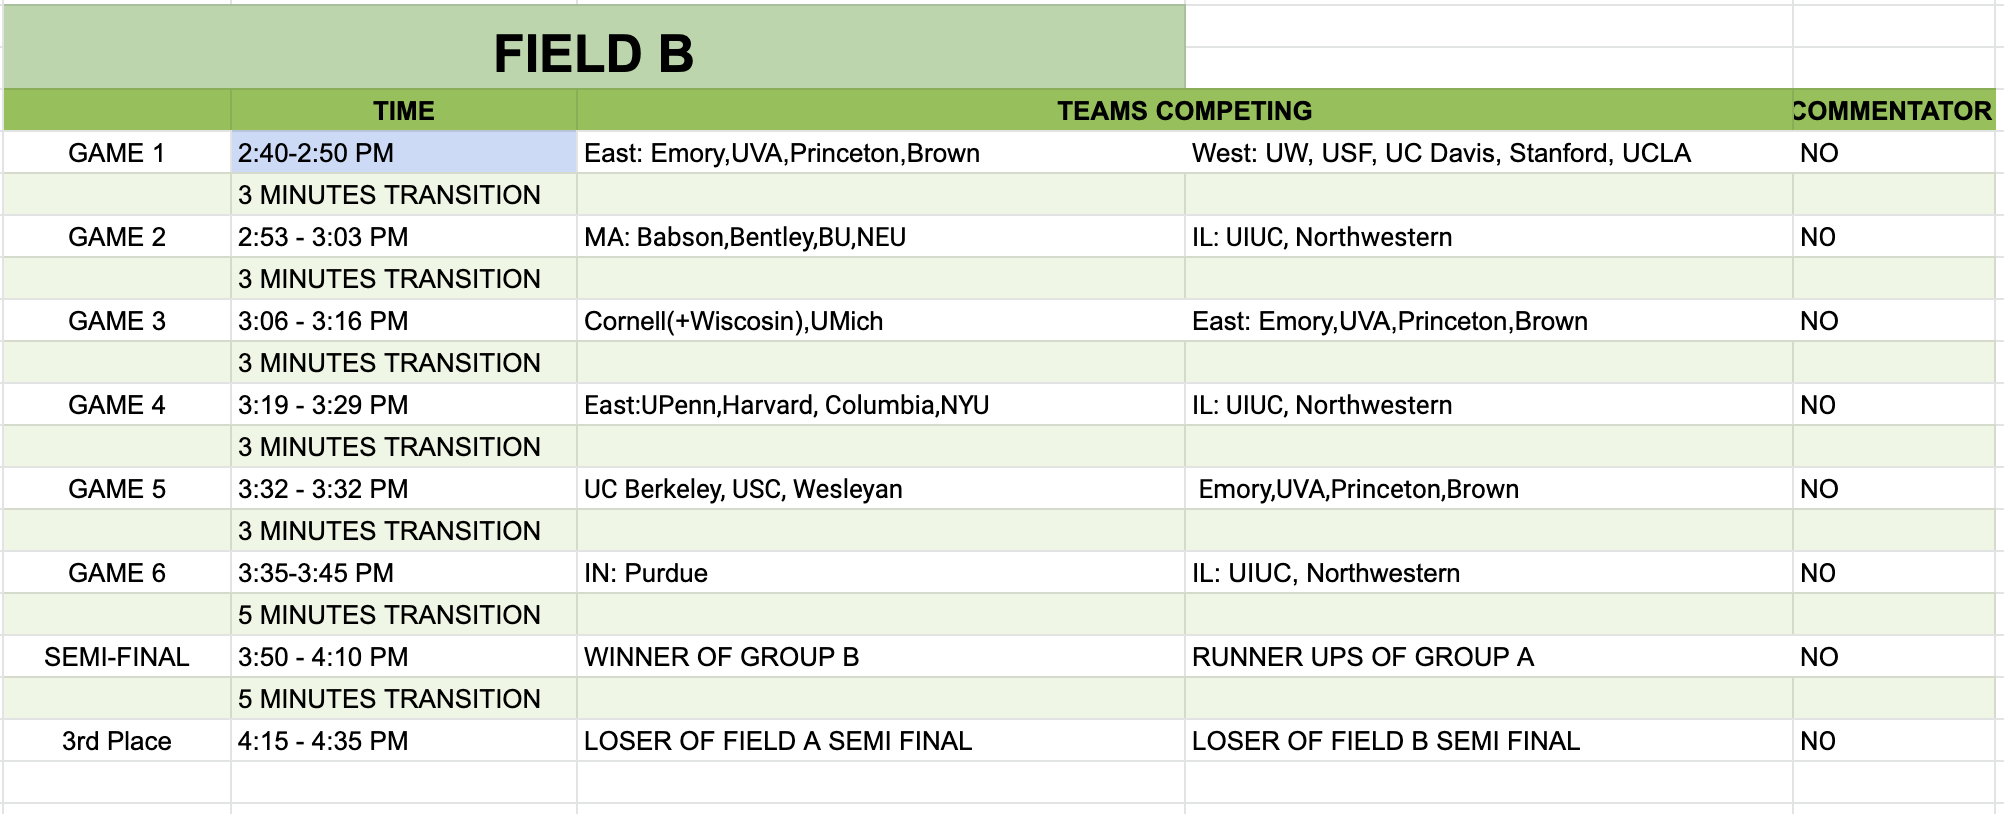 FIELD B
TIME TEAMS COMPETING COMMENTATOR
GAME 1 2:40-2:50 PM East: Emory,UVA,Princeton,Brown West: UW, USF, UC Davis, Stanford, UCLA NO
3 MINUTES TRANSITION
GAME 2 2:53 - 3:03 PM MA: Babson,Bentley,BU,NEU IL: UIUC, Northwestern NO
3 MINUTES TRANSITION
GAME 3 3:06 - 3:16 PM Cornell(+Wiscosin),UMich East: Emory,UVA,Princeton,Brown NO
3 MINUTES TRANSITION
GAME 4 3:19 - 3:29 PM East:UPenn,Harvard, Columbia,NYU IL: UIUC, Northwestern NO
3 MINUTES TRANSITION
GAME 5 3:32 - 3:32 PM UC Berkeley, USC, Wesleyan Emory,UVA,Princeton,Brown NO
3 MINUTES TRANSITION
GAME 6 3:35-3:45 PM IN: Purdue IL: UIUC, Northwestern NO
5 MINUTES TRANSITION
SEMI-FINAL 3:50 - 4:10 PM WINNER OF GROUP B RUNNER UPS OF GROUP A NO
5 MINUTES TRANSITION
3rd Place 4:15 - 4:35 PM LOSER OF FIELD A SEMI FINAL LOSER OF FIELD B SEMI FINAL NO